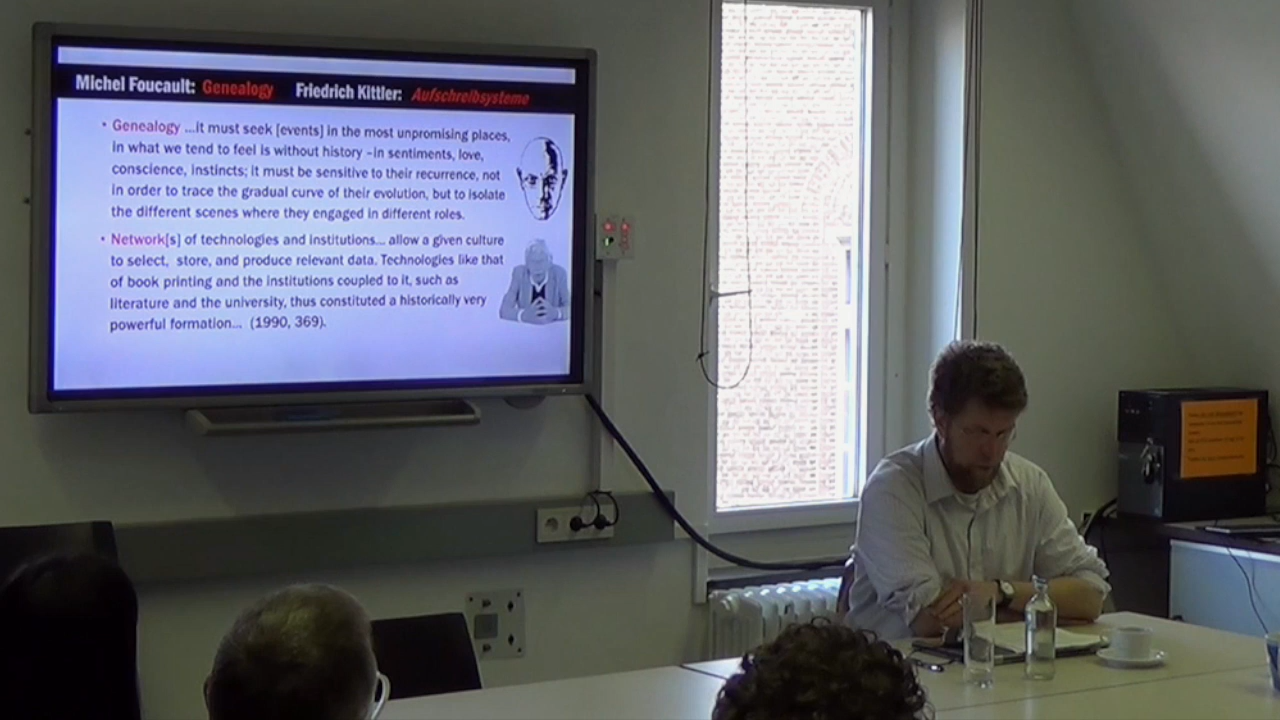 Michel Foucault: Genealogy Friedrich Kittler: Aufschreibsysteme
• Genealogy ...it must seek [events] in the most unpromising places,
in what we tend to feel is without history –in sentiments, love,
conscience, instincts; it must be sensitive to their recurrence, not
in order to trace the gradual curve of their evolution, but to isolate
the different scenes where they engaged in different roles.
• Network[s] of technologies and institutions... allow a given culture
to select, store, and produce relevant data. Technologies like that
of book printing and the institutions coupled to it, such as
literature and the university, thus constituted a historically very
powerful formation... (1990, 369).